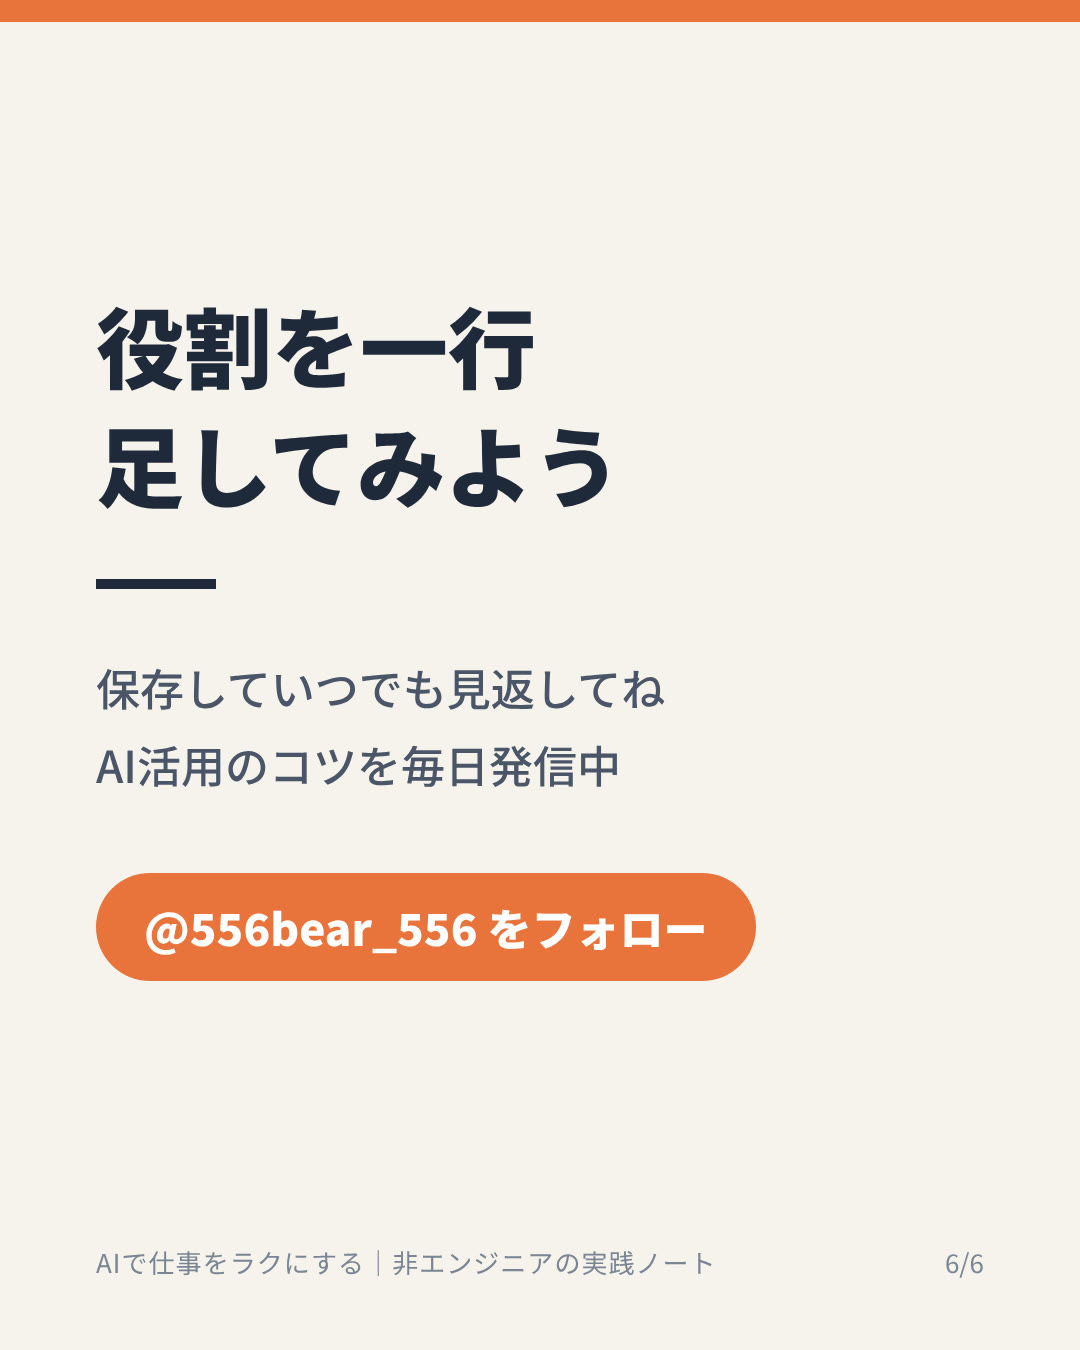 役割を一行
足してみよう
保存していつでも見返してね
AI活用のコツを毎日発信中
@556bear_556 をフォロー
AIで仕事をラクにする｜非エンジニアの実践ノート
6/6